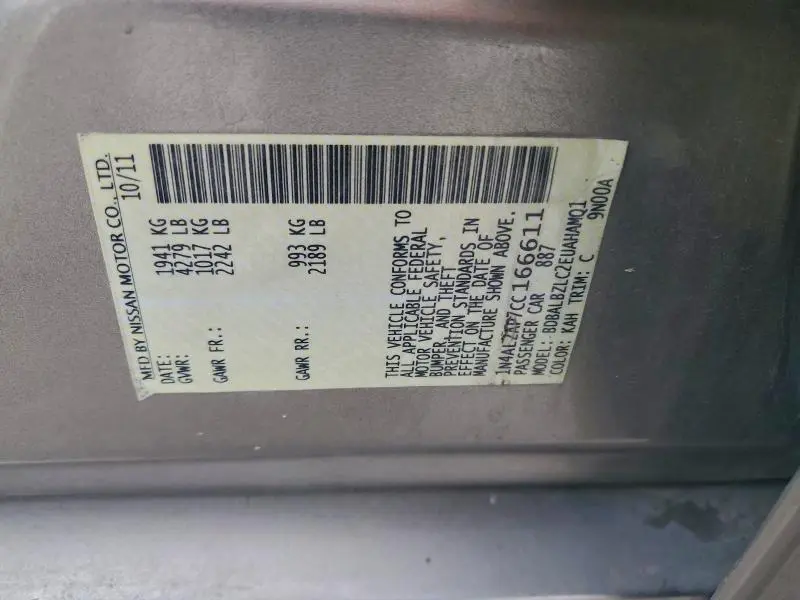 MFD BY NISSAN MOTOR CO., LTD.
DATE: 10/11
GVWR: 1941 KG
4279 LB
GAWR FR.: 1017 KG
2242 LB
GAWR RR.: 993 KG
2189 LB
THIS VEHICLE CONFORMS TO
ALL APPLICABLE FEDERAL
MOTOR VEHICLE SAFETY,
BUMPER, AND THEFT
PREVENTION STANDARDS IN
EFFECT ON THE DATE OF
MANUFACTURE SHOWN ABOVE.
1N4AL2AP7CC166611
PASSENGER CAR 887
MODEL: BDBALBZLC2EUAHAMQ1
COLOR: KAH TRIM: C 9N00A